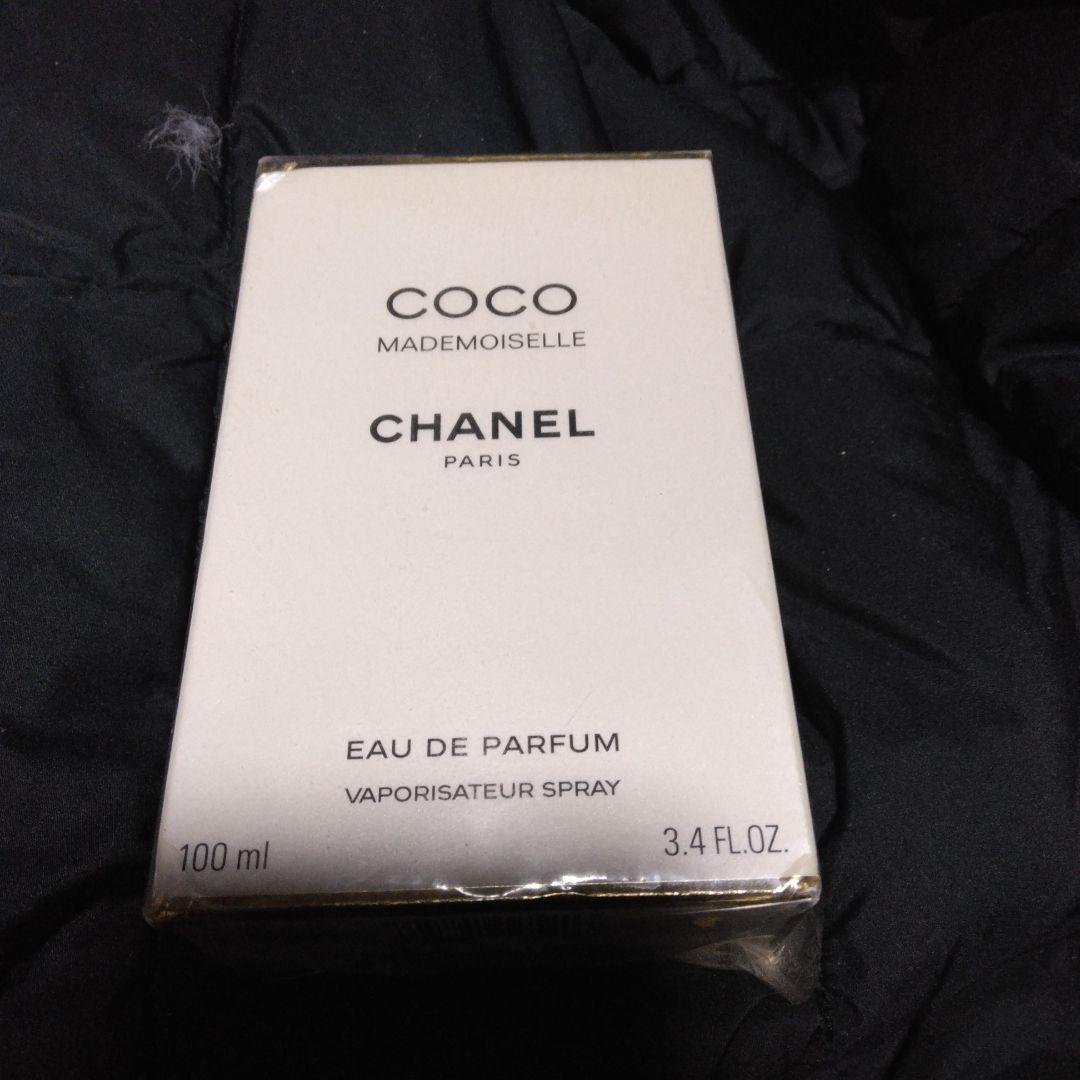 COCO
MADEMOISELLE
CHANEL
PARIS
EAU DE PARFUM
VAPORISATEUR SPRAY
100 ml
3.4 FL.OZ.